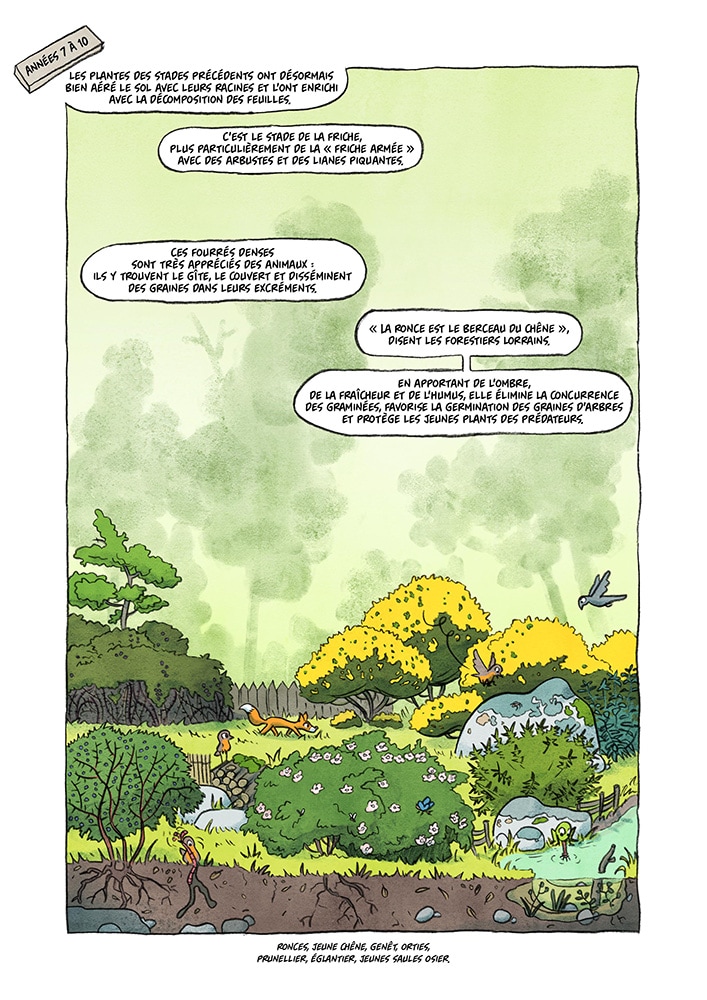 ANNÉES 7 À 10
LES PLANTES DES STADES PRÉCÉDENTS ONT DÉSORMAIS
BIEN AÉRÉ LE SOL AVEC LEURS RACINES ET L'ONT ENRICHI
AVEC LA DÉCOMPOSITION DES FEUILLES.
C'EST LE STADE DE LA FRICHE,
PLUS PARTICULIÈREMENT DE LA « FRICHE ARMÉE »
AVEC DES ARBUSTES ET DES LIANES PIQUANTES.
CES FOURRÉS DENSES
SONT TRÈS APPRÉCIÉS DES ANIMAUX :
ILS Y TROUVENT LE GÎTE, LE COUVERT ET DISSÉMINENT
DES GRAINES DANS LEURS EXCRÉMENTS.
« LA RONCE EST LE BERCEAU DU CHÊNE »,
DISENT LES FORESTIERS LORRAINS.
EN APPORTANT DE L'OMBRE,
DE LA FRAÎCHEUR ET DE L'HUMUS, ELLE ÉLIMINE LA CONCURRENCE
DES GRAMINÉES, FAVORISE LA GERMINATION DES GRAINES D'ARBRES
ET PROTÈGE LES JEUNES PLANTS DES PRÉDATEURS.
RONCES, JEUNE CHÊNE, GENÊT, ORTIES,
PRUNELLIER, ÉGLANTIER, JEUNES SAULES OSIER.